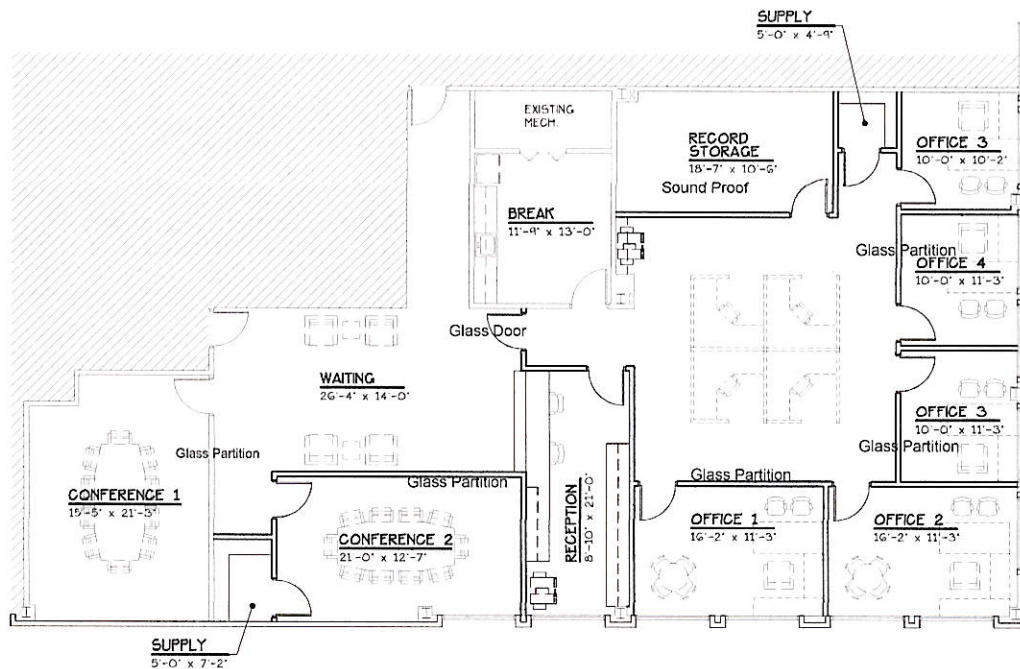 SUPPLY
5'-0" x 4'-9"
EXISTING
MECH.
RECORD
STORAGE
18'-7" x 10'-6"
Sound Proof
OFFICE 3
10'-0" x 10'-2"
BREAK
11'-9" x 13'-0"
Glass Partition
OFFICE 4
10'-0" x 11'-3"
Glass Door
WAITING
26'-4" x 14'-0"
OFFICE 3
10'-0" x 11'-3"
Glass Partition
Glass Partition
Glass Partition
Glass Partition
CONFERENCE 1
15'-5" x 21'-3"
CONFERENCE 2
21'-0" x 12'-7"
RECEPTION
8'-10" x 21'-0"
OFFICE 1
16'-2" x 11'-3"
OFFICE 2
16'-2" x 11'-3"
SUPPLY
5'-0" x 7'-2"